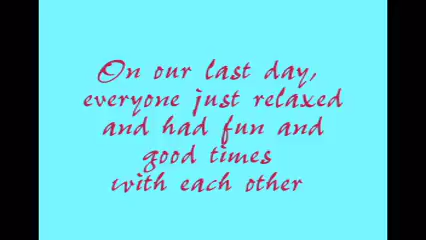 On our last day,
everyone just relaxed
and had fun and
good times
with each other